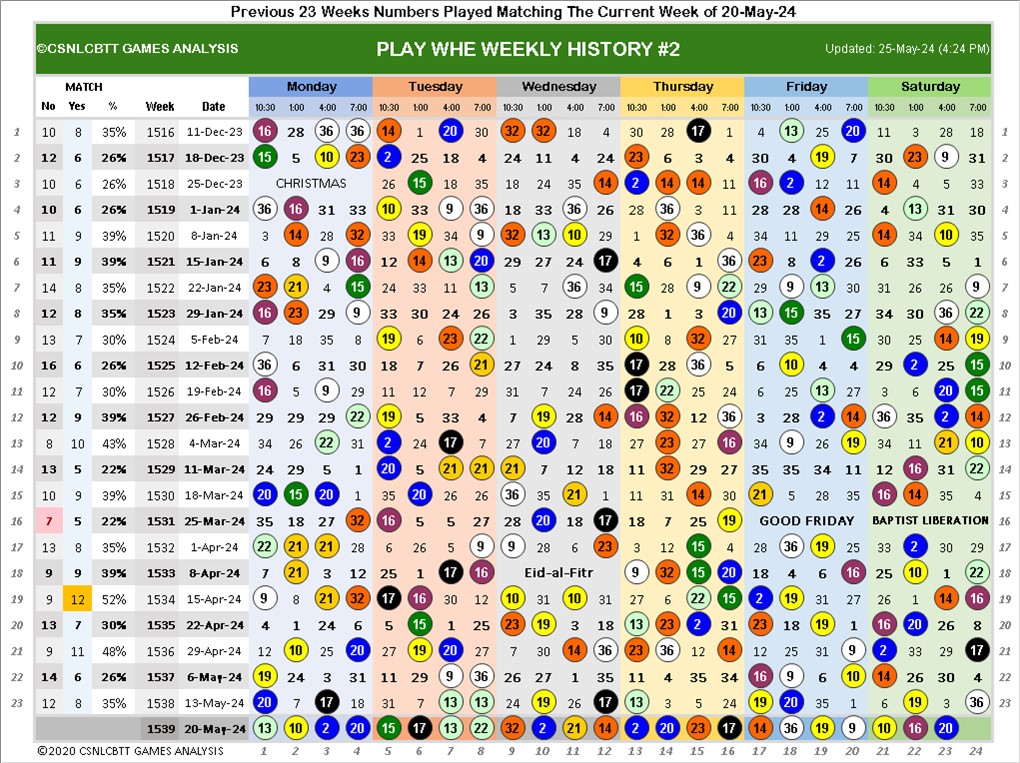 Previous 23 Weeks Numbers Played Matching The Current Week of 20-May-24
©CSNLCBTT GAMES ANALYSIS PLAY WHE WEEKLY HISTORY #2 Updated: 25-May-24 (4:24 PM)
MATCH Monday Tuesday Wednesday Thursday Friday Saturday
No Yes % Week Date 10:30 1:00 4:00 7:00 10:30 1:00 4:00 7:00 10:30 1:00 4:00 7:00 10:30 1:00 4:00 7:00 10:30 1:00 4:00 7:00 10:30 1:00 4:00 7:00
1 10 8 35% 1516 11-Dec-23 16 28 36 36 14 1 20 30 32 32 18 4 30 28 17 1 4 13 25 20 11 3 28 18 1
2 12 6 26% 1517 18-Dec-23 15 5 10 23 2 25 18 4 24 11 4 24 23 6 3 4 30 4 19 7 30 23 9 31 2
3 10 6 26% 1518 25-Dec-23 CHRISTMAS 26 15 18 35 18 24 35 14 2 14 14 11 16 2 12 11 14 4 5 33 3
4 10 6 26% 1519 1-Jan-24 36 16 31 33 10 33 9 36 18 33 36 26 28 36 3 11 28 28 14 26 4 13 31 30 4
5 11 9 39% 1520 8-Jan-24 3 14 28 32 33 19 34 9 32 13 10 29 1 32 36 4 34 11 29 25 14 34 10 35 5
6 11 9 39% 1521 15-Jan-24 6 8 9 16 12 14 13 20 29 27 24 17 4 6 1 36 23 8 2 26 6 33 5 1 6
7 14 8 35% 1522 22-Jan-24 23 21 4 15 24 33 11 13 5 7 36 34 15 28 9 22 29 9 13 30 31 26 26 9 7
8 12 8 35% 1523 29-Jan-24 16 23 29 9 33 30 24 26 3 35 28 9 28 1 3 20 13 15 35 27 34 30 36 22 8
9 13 7 30% 1524 5-Feb-24 7 18 35 8 19 6 23 22 1 29 5 30 10 8 32 27 31 35 1 15 30 25 14 19 9
10 16 6 26% 1525 12-Feb-24 36 6 31 30 18 7 26 21 27 24 8 35 17 28 36 5 6 10 4 4 29 2 25 15 10
11 12 7 30% 1526 19-Feb-24 16 5 9 29 11 12 7 7 31 7 24 26 17 22 25 24 6 25 13 27 3 6 20 15 11
12 12 9 39% 1527 26-Feb-24 29 29 29 22 19 5 33 4 7 19 28 14 16 32 12 36 3 28 2 14 36 35 2 14 12
13 8 10 43% 1528 4-Mar-24 34 26 22 31 2 24 17 7 27 20 7 18 27 23 27 16 34 9 26 19 34 11 21 10 13
14 13 5 22% 1529 11-Mar-24 24 29 5 1 20 5 21 21 21 7 12 18 11 32 29 27 35 35 34 11 12 16 31 22 14
15 10 9 39% 1530 18-Mar-24 20 15 20 1 35 20 26 26 36 35 21 1 11 31 14 30 21 5 28 35 16 14 35 4 15
16 7 5 22% 1531 25-Mar-24 35 18 27 32 16 5 5 27 28 20 18 17 18 7 25 19 GOOD FRIDAY BAPTIST LIBERATION 16
17 13 8 35% 1532 1-Apr-24 22 21 21 28 6 26 5 9 9 28 6 23 3 12 15 4 28 36 19 25 33 2 30 29 17
18 9 9 39% 1533 8-Apr-24 7 21 3 12 25 1 17 16 Eid-al-Fitr 9 32 15 20 18 4 6 16 25 10 1 22 18
19 9 12 52% 1534 15-Apr-24 9 8 21 32 17 16 30 12 10 31 10 31 27 6 22 15 2 19 31 27 26 1 23 16 19
20 13 7 30% 1535 22-Apr-24 4 1 24 6 5 15 1 25 23 19 3 18 13 23 2 31 23 18 19 1 16 20 26 8 20
21 9 11 48% 1536 29-Apr-24 12 10 25 20 27 19 20 27 7 30 14 36 23 36 12 14 12 25 31 9 2 33 29 17 21
22 14 6 26% 1537 6-May-24 19 24 3 31 11 29 9 36 26 27 1 35 11 4 35 34 16 9 6 10 14 26 30 4 22
23 12 8 35% 1538 13-May-24 20 7 17 18 31 7 13 13 24 19 24 17 13 3 5 24 19 20 35 1 6 19 3 36 23
1539 20-May-24 13 10 2 20 15 17 13 22 32 2 21 14 2 20 23 17 14 36 19 9 10 16 20
©2020 CSNLCBTT GAMES ANALYSIS 1 2 3 4 5 6 7 8 9 10 11 12 13 14 15 16 17 18 19 20 21 22 23 24